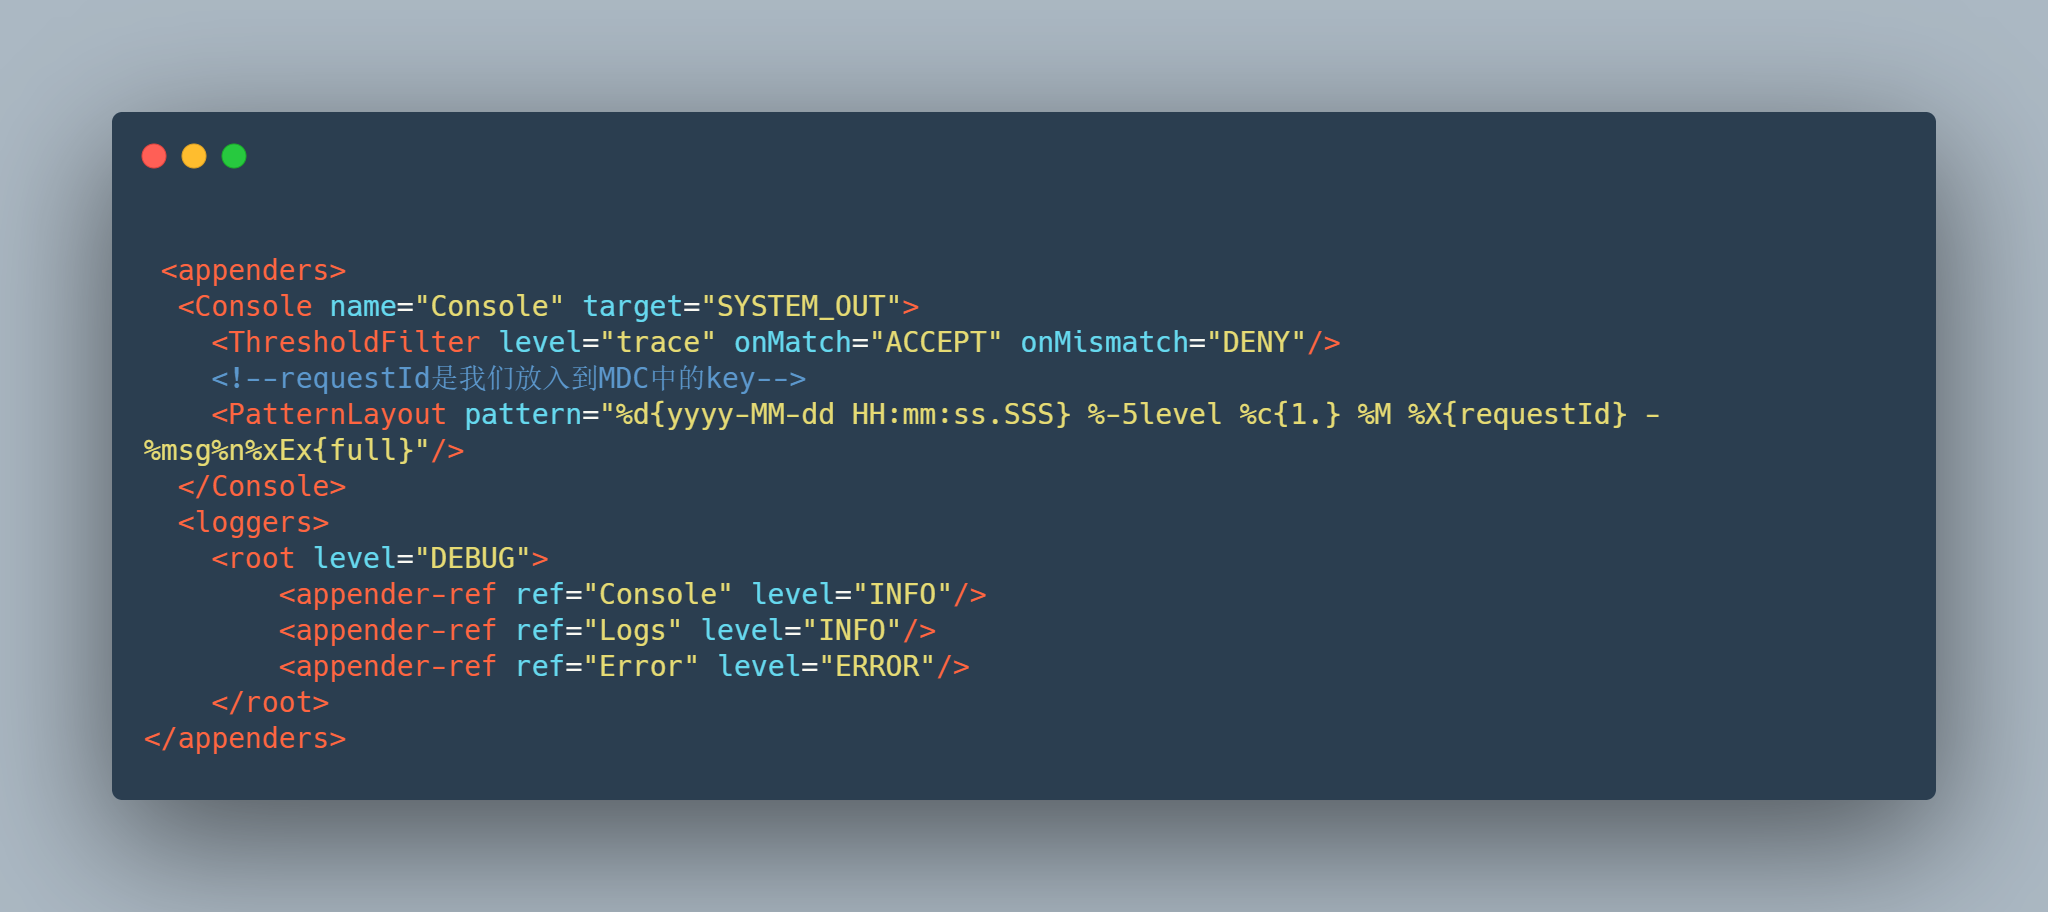 <appenders>
<Console name="Console" target="SYSTEM_OUT">
<ThresholdFilter level="trace" onMatch="ACCEPT" onMismatch="DENY"/>
<!--requestId是我们放入到MDC中的key-->
<PatternLayout pattern="%d{yyyy-MM-dd HH:mm:ss.SSS} %-5level %c{1.} %M %X{requestId} -
%msg%n%xEx{full}"/>
</Console>
<loggers>
<root level="DEBUG">
<appender-ref ref="Console" level="INFO"/>
<appender-ref ref="Logs" level="INFO"/>
<appender-ref ref="Error" level="ERROR"/>
</root>
</appenders>